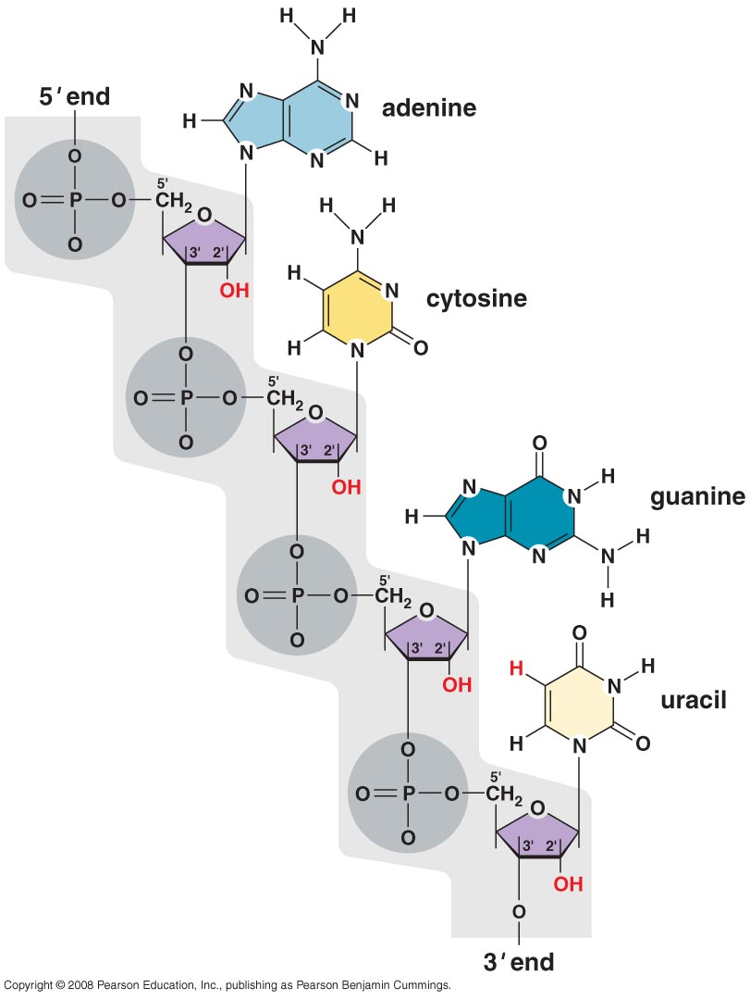 H H
N
5′ end
N
N
adenine
H
O
N
N
H
5'
O
P
O
CH2
O
H
H
O
3'
2'
N
OH
H
N
cytosine
H
N
O
O
5'
O
P
O
CH2
O
O
O
3'
2'
N
N
H
OH
guanine
H
N
N
H
O
N
5'
H
O
P
O
CH2
O
O
O
3'
2'
H
N
H
OH
uracil
H
N
O
O
5'
O
P
O
CH2
O
O
3'
2'
OH
O
3′ end
Copyright © 2008 Pearson Education, Inc., publishing as Pearson Benjamin Cummings.